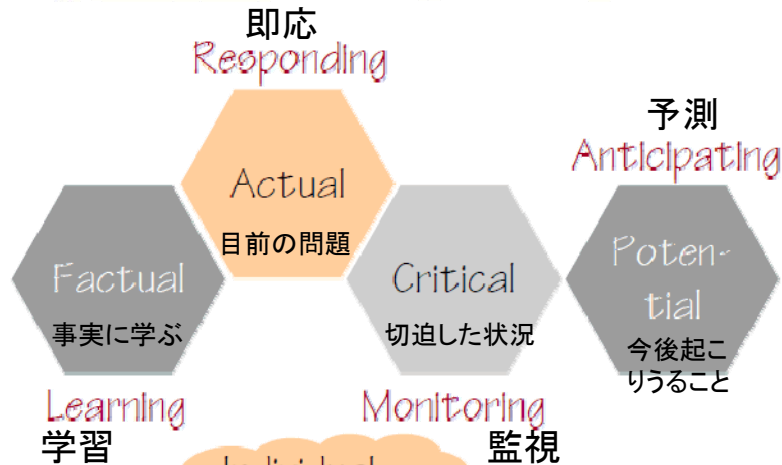 即応
Responding
予測
Anticipating
Actual
目前の問題
Factual
事実に学ぶ
Critical
切迫した状況
Poten-
tial
今後起こ
りうること
Learning
学習
Monitoring
監視